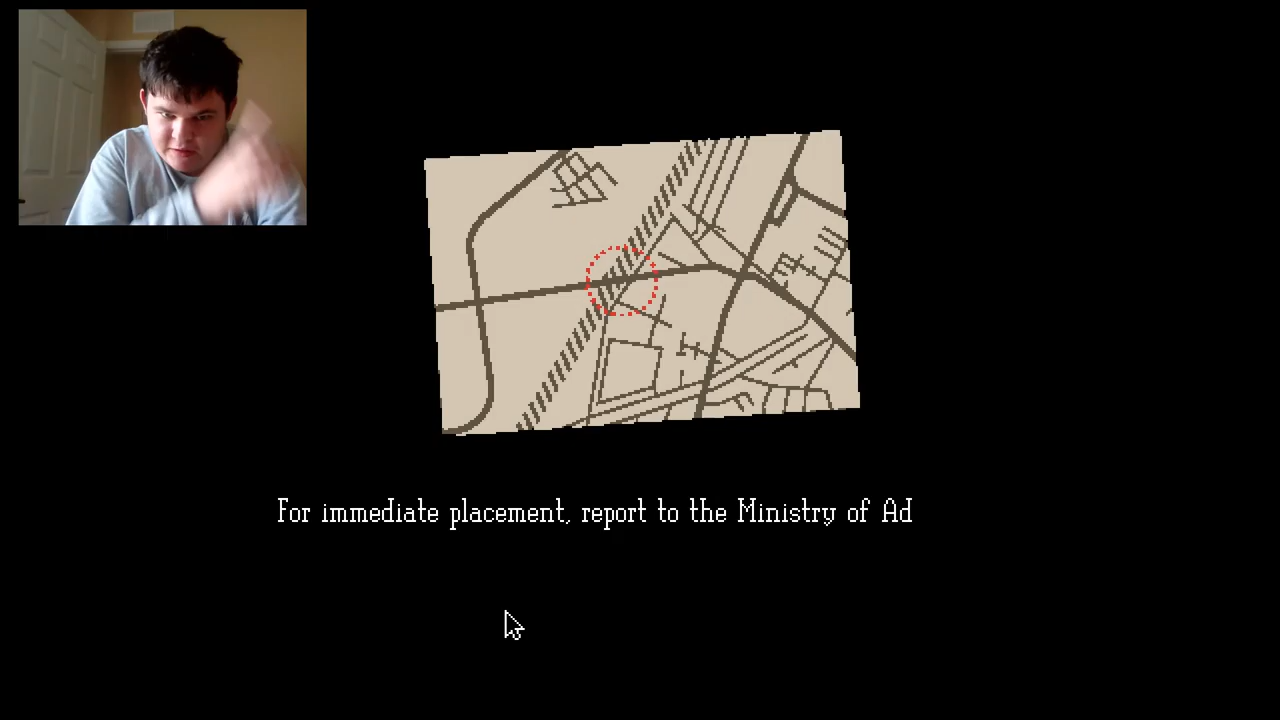 For immediate placement, report to the Ministry of Ad